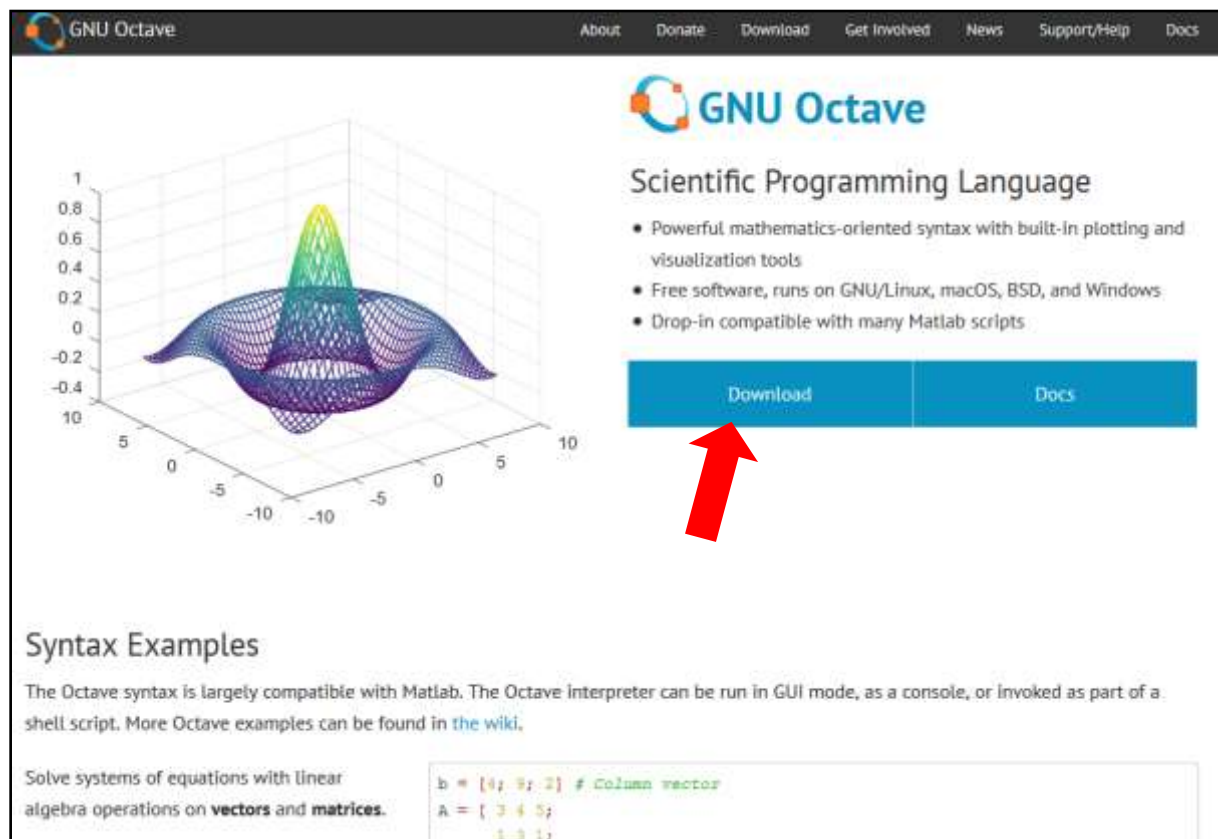 GNU Octave
About Donate Download Get Involved News Support/Help Docs
1
0.8
0.6
0.4
0.2
0
-0.2
-0.4
10
5
0
-5
-10
-10
-5
0
5
10
GNU Octave
Scientific Programming Language
• Powerful mathematics-oriented syntax with built-in plotting and
visualization tools
• Free software, runs on GNU/Linux, macOS, BSD, and Windows
• Drop-in compatible with many Matlab scripts
Download
Docs
Syntax Examples
The Octave syntax is largely compatible with Matlab. The Octave interpreter can be run in GUI mode, as a console, or invoked as part of a
shell script. More Octave examples can be found in the wiki.
Solve systems of equations with linear
algebra operations on vectors and matrices.
b = [4; 9; 2] # Column vector
A = [ 3 4 5;
1 3 1;